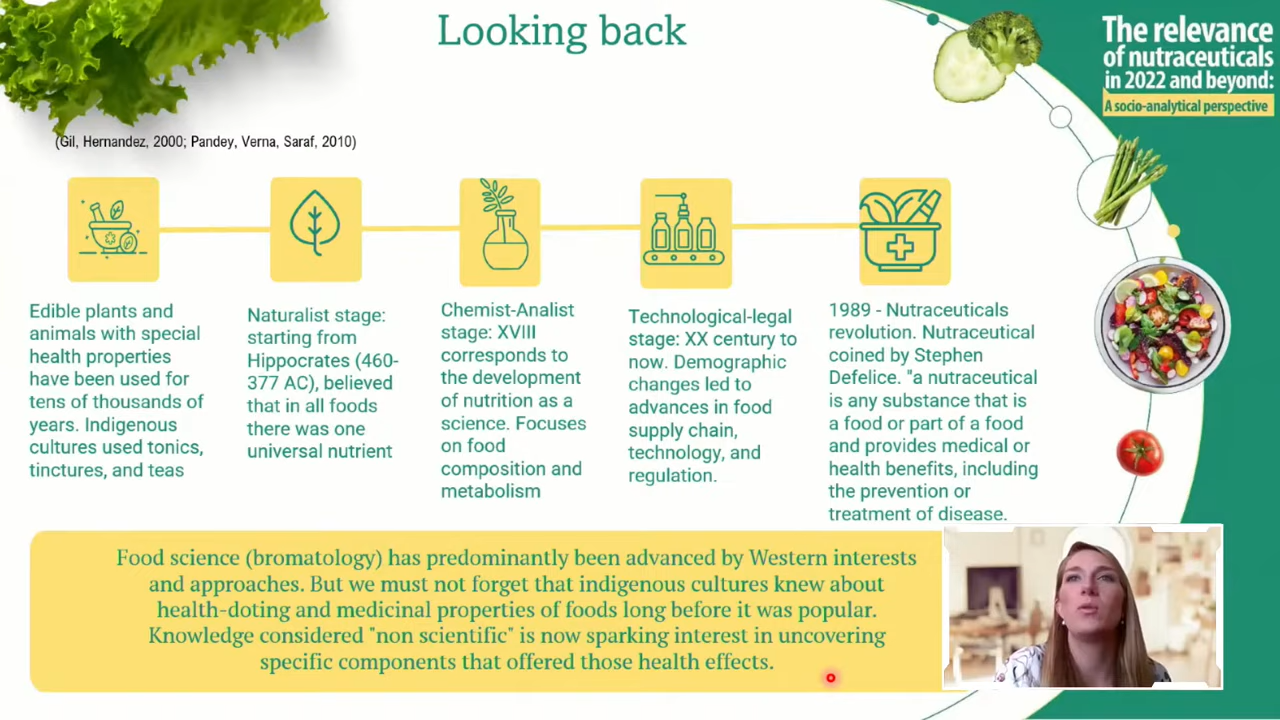 Looking back
The relevance
of nutraceuticals
in 2022 and beyond:
A socio-analytical perspective
(Gil, Hernandez, 2000; Pandey, Verna, Saraf, 2010)
Edible plants and
animals with special
health properties
have been used for
tens of thousands of
years. Indigenous
cultures used tonics,
tinctures, and teas
Naturalist stage:
starting from
Hippocrates (460-
377 AC), believed
that in all foods
there was one
universal nutrient
Chemist-Analist
stage: XVIII
corresponds to
the development
of nutrition as a
science. Focuses
on food
composition and
metabolism
Technological-legal
stage: XX century to
now. Demographic
changes led to
advances in food
supply chain,
technology, and
regulation.
1989 - Nutraceuticals
revolution. Nutraceutical
coined by Stephen
Defelice. "a nutraceutical
is any substance that is
a food or part of a food
and provides medical or
health benefits, including
the prevention or
treatment of disease.
Food science (bromatology) has predominantly been advanced by Western interests
and approaches. But we must not forget that indigenous cultures knew about
health-doting and medicinal properties of foods long before it was popular.
Knowledge considered "non scientific" is now sparking interest in uncovering
specific components that offered those health effects.